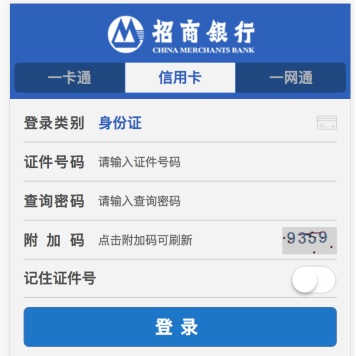 招商银行
CHINA MERCHANTS BANK
一卡通 信用卡 一网通
登录类别 身份证
证件号码 请输入证件号码
查询密码 请输入查询密码
附加码 点击附加码可刷新 9359
记住证件号
登录